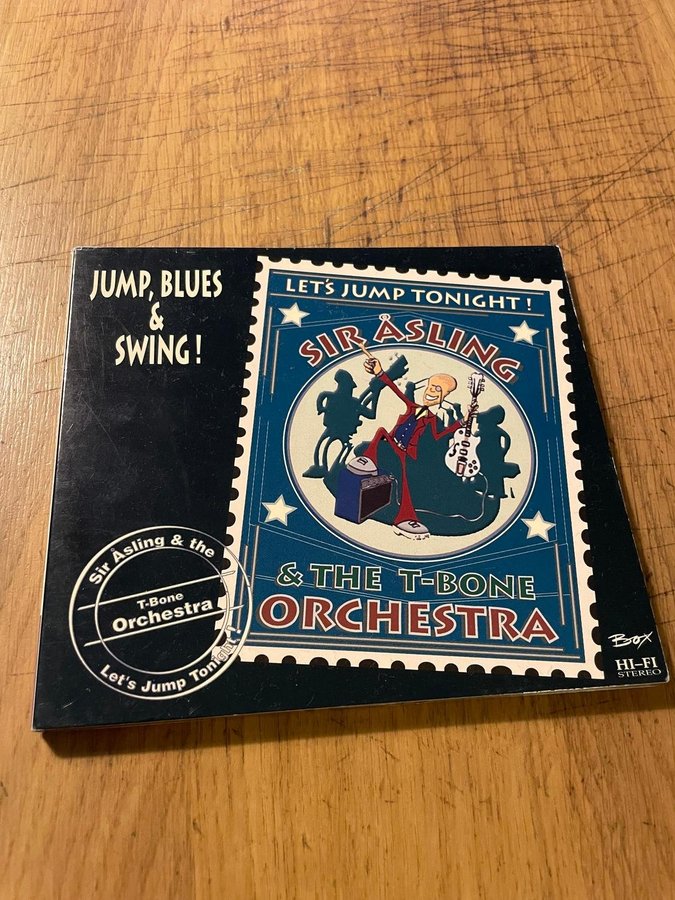 JUMP, BLUES
&
SWING!
LET'S JUMP TONIGHT!
SIR ÅSLING
& THE T-BONE
ORCHESTRA
Sir Åsling & the
T-Bone
Orchestra
Let's Jump Tonight!
Box
HI-FI
STEREO